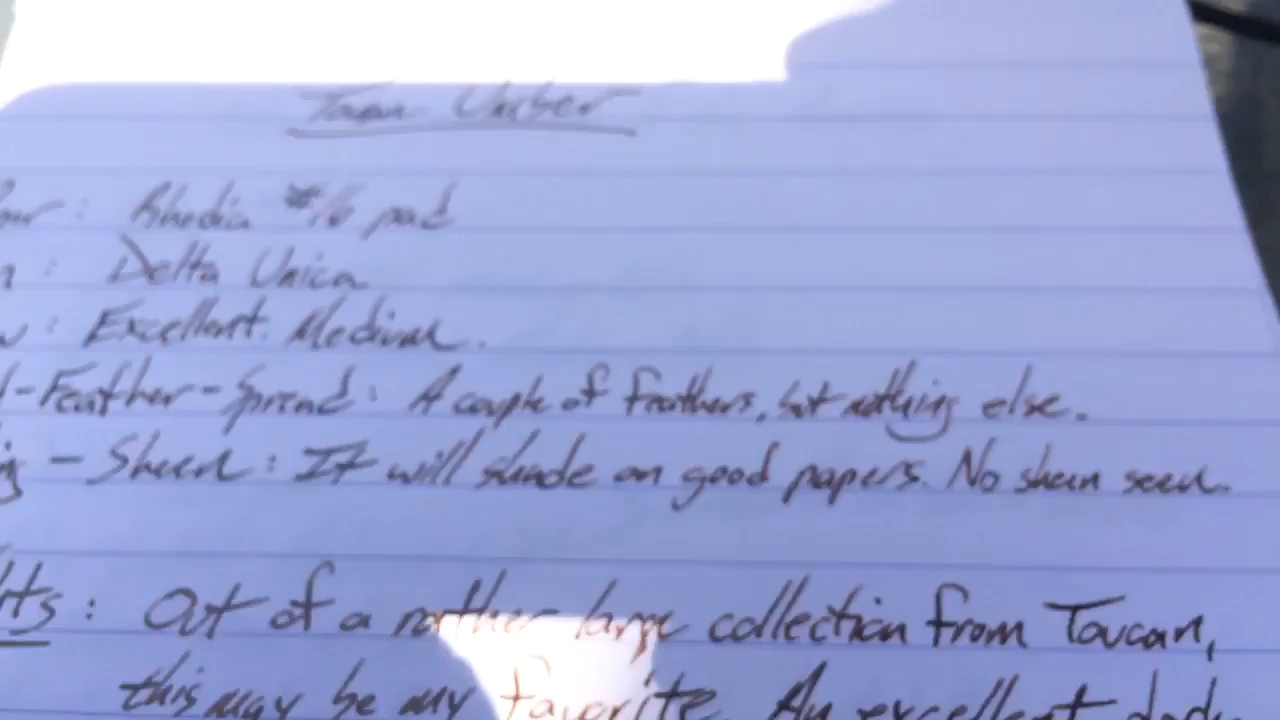 Toucan Umber
: Rhodia #16 pad
: Delta Unica
: Excellent. Medium.
-Feather-Spread: A couple of feathers, but nothing else.
- Sheen: It will shade on good papers. No sheen seen.
: Out of a rather large collection from Toucan,
this may be my favorite. An excellent